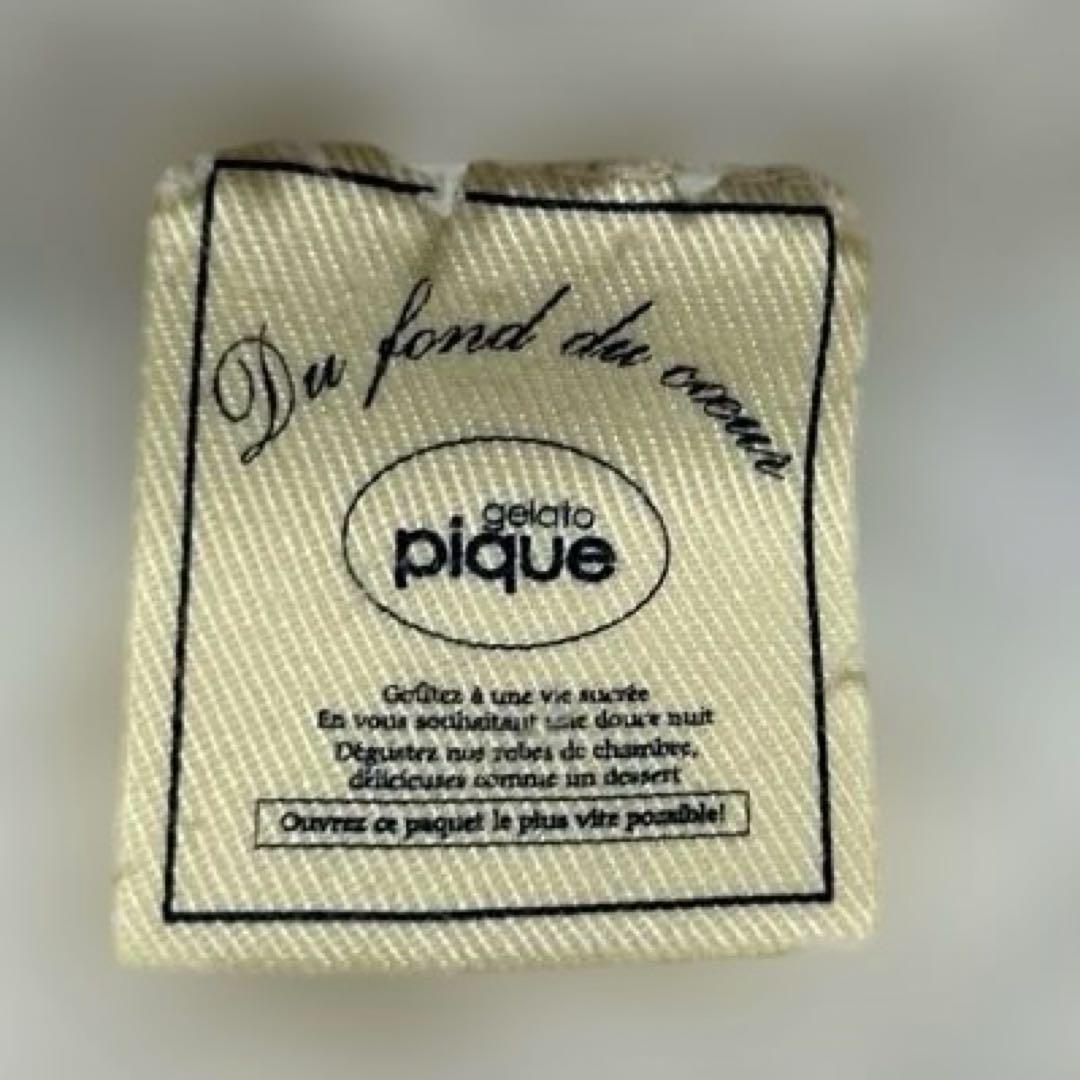 Du fond du cœur
gelato
pique
Goûtez à une vie sucrée
En vous souhaitant une douce nuit
Dégustez nos robes de chambre,
délicieuses comme un dessert
Ouvrez ce paquet le plus vite possible!